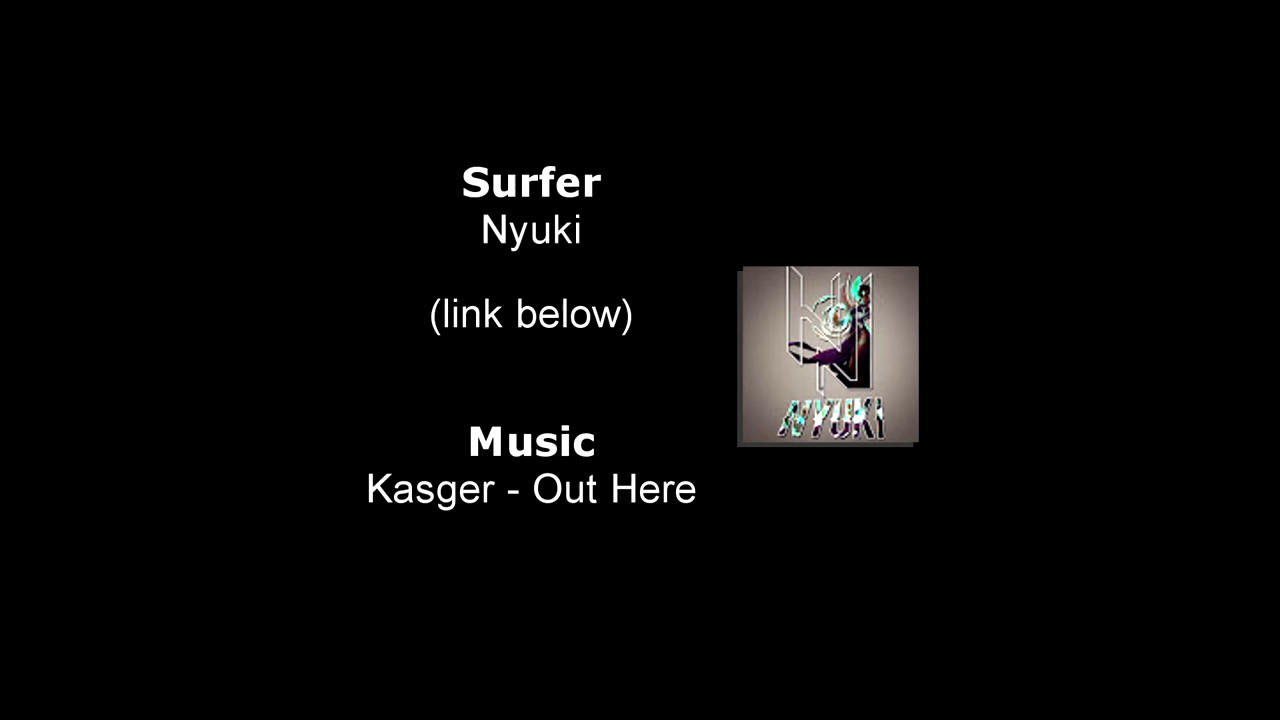 Surfer
Nyuki
(link below)
NYUKI
Music
Kasger - Out Here